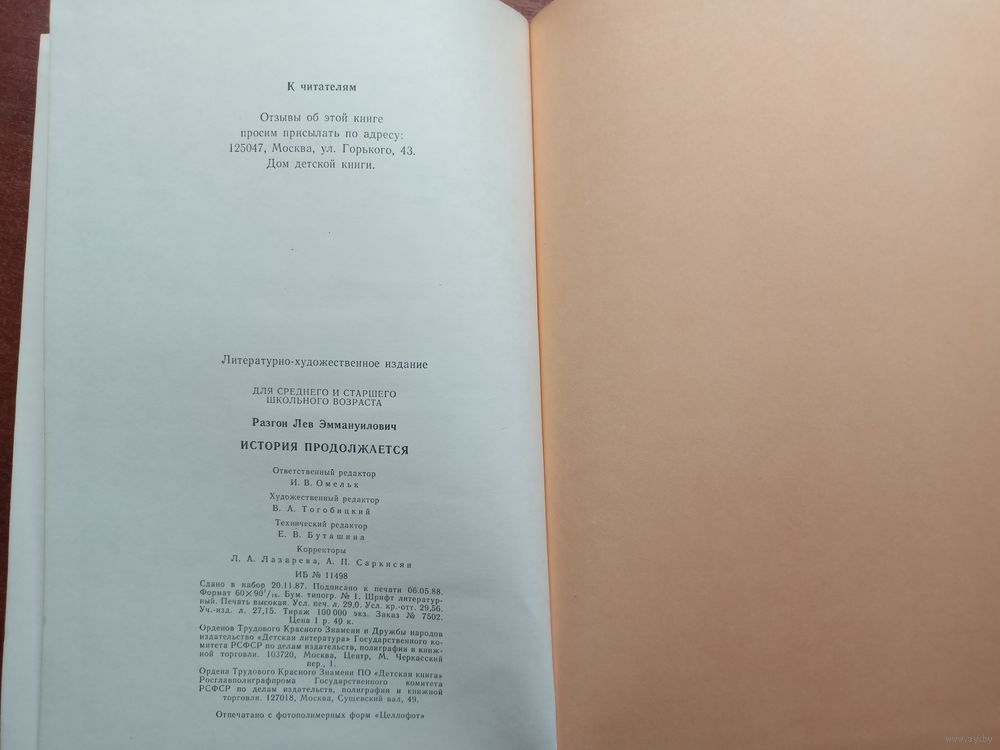 К читателям
Отзывы об этой книге
просим присылать по адресу:
125047, Москва, ул. Горького, 43.
Дом детской книги.
Литературно-художественное издание
ДЛЯ СРЕДНЕГО И СТАРШЕГО
ШКОЛЬНОГО ВОЗРАСТА
Разгон Лев Эммануилович
ИСТОРИЯ ПРОДОЛЖАЕТСЯ
Ответственный редактор
И. В. Омельк
Художественный редактор
В. А. Тогобицкий
Технический редактор
Е. В. Буташина
Корректоры
Л. А. Лазарева, А. П. Саркисян
ИБ № 11498
Сдано в набор 20.11.87. Подписано к печати 06.05.88.
Формат 60×90¹/₁₆. Бум. типогр. № 1. Шрифт литератур-
ный. Печать высокая. Усл. печ. л. 29,0. Усл. кр.-отт. 29,56.
Уч.-изд. л. 27,15. Тираж 100 000 экз. Заказ № 7502.
Цена 1 р. 40 к.
Орденов Трудового Красного Знамени и Дружбы народов
издательство «Детская литература» Государственного ко-
митета РСФСР по делам издательств, полиграфии и книж-
ной торговли. 103720, Москва, Центр, М. Черкасский
пер., 1.
Ордена Трудового Красного Знамени ПО «Детская книга»
Росглавполиграфпрома Государственного комитета
РСФСР по делам издательств, полиграфии и книжной
торговли. 127018, Москва, Сущевский вал, 49.
Отпечатано с фотополимерных форм «Целлофот»
www.ay.by